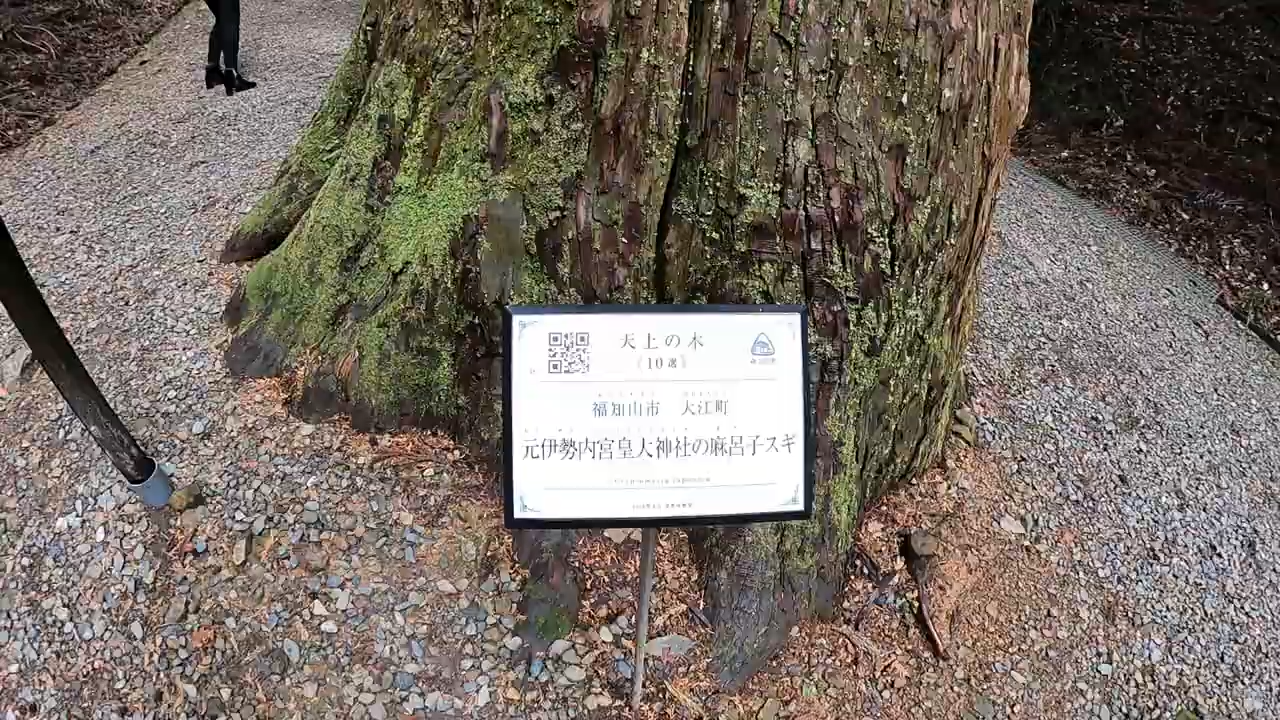 天上の木
《10選》
福知山市 大江町
元伊勢内宮皇大神社の麻呂子スギ